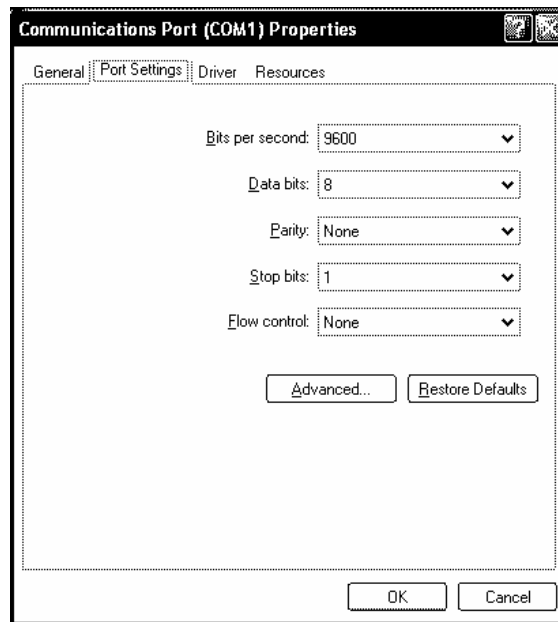 Communications Port (COM1) Properties
General Port Settings Driver Resources
Bits per second: 9600
Data bits: 8
Parity: None
Stop bits: 1
Flow control: None
Advanced... Restore Defaults
OK Cancel